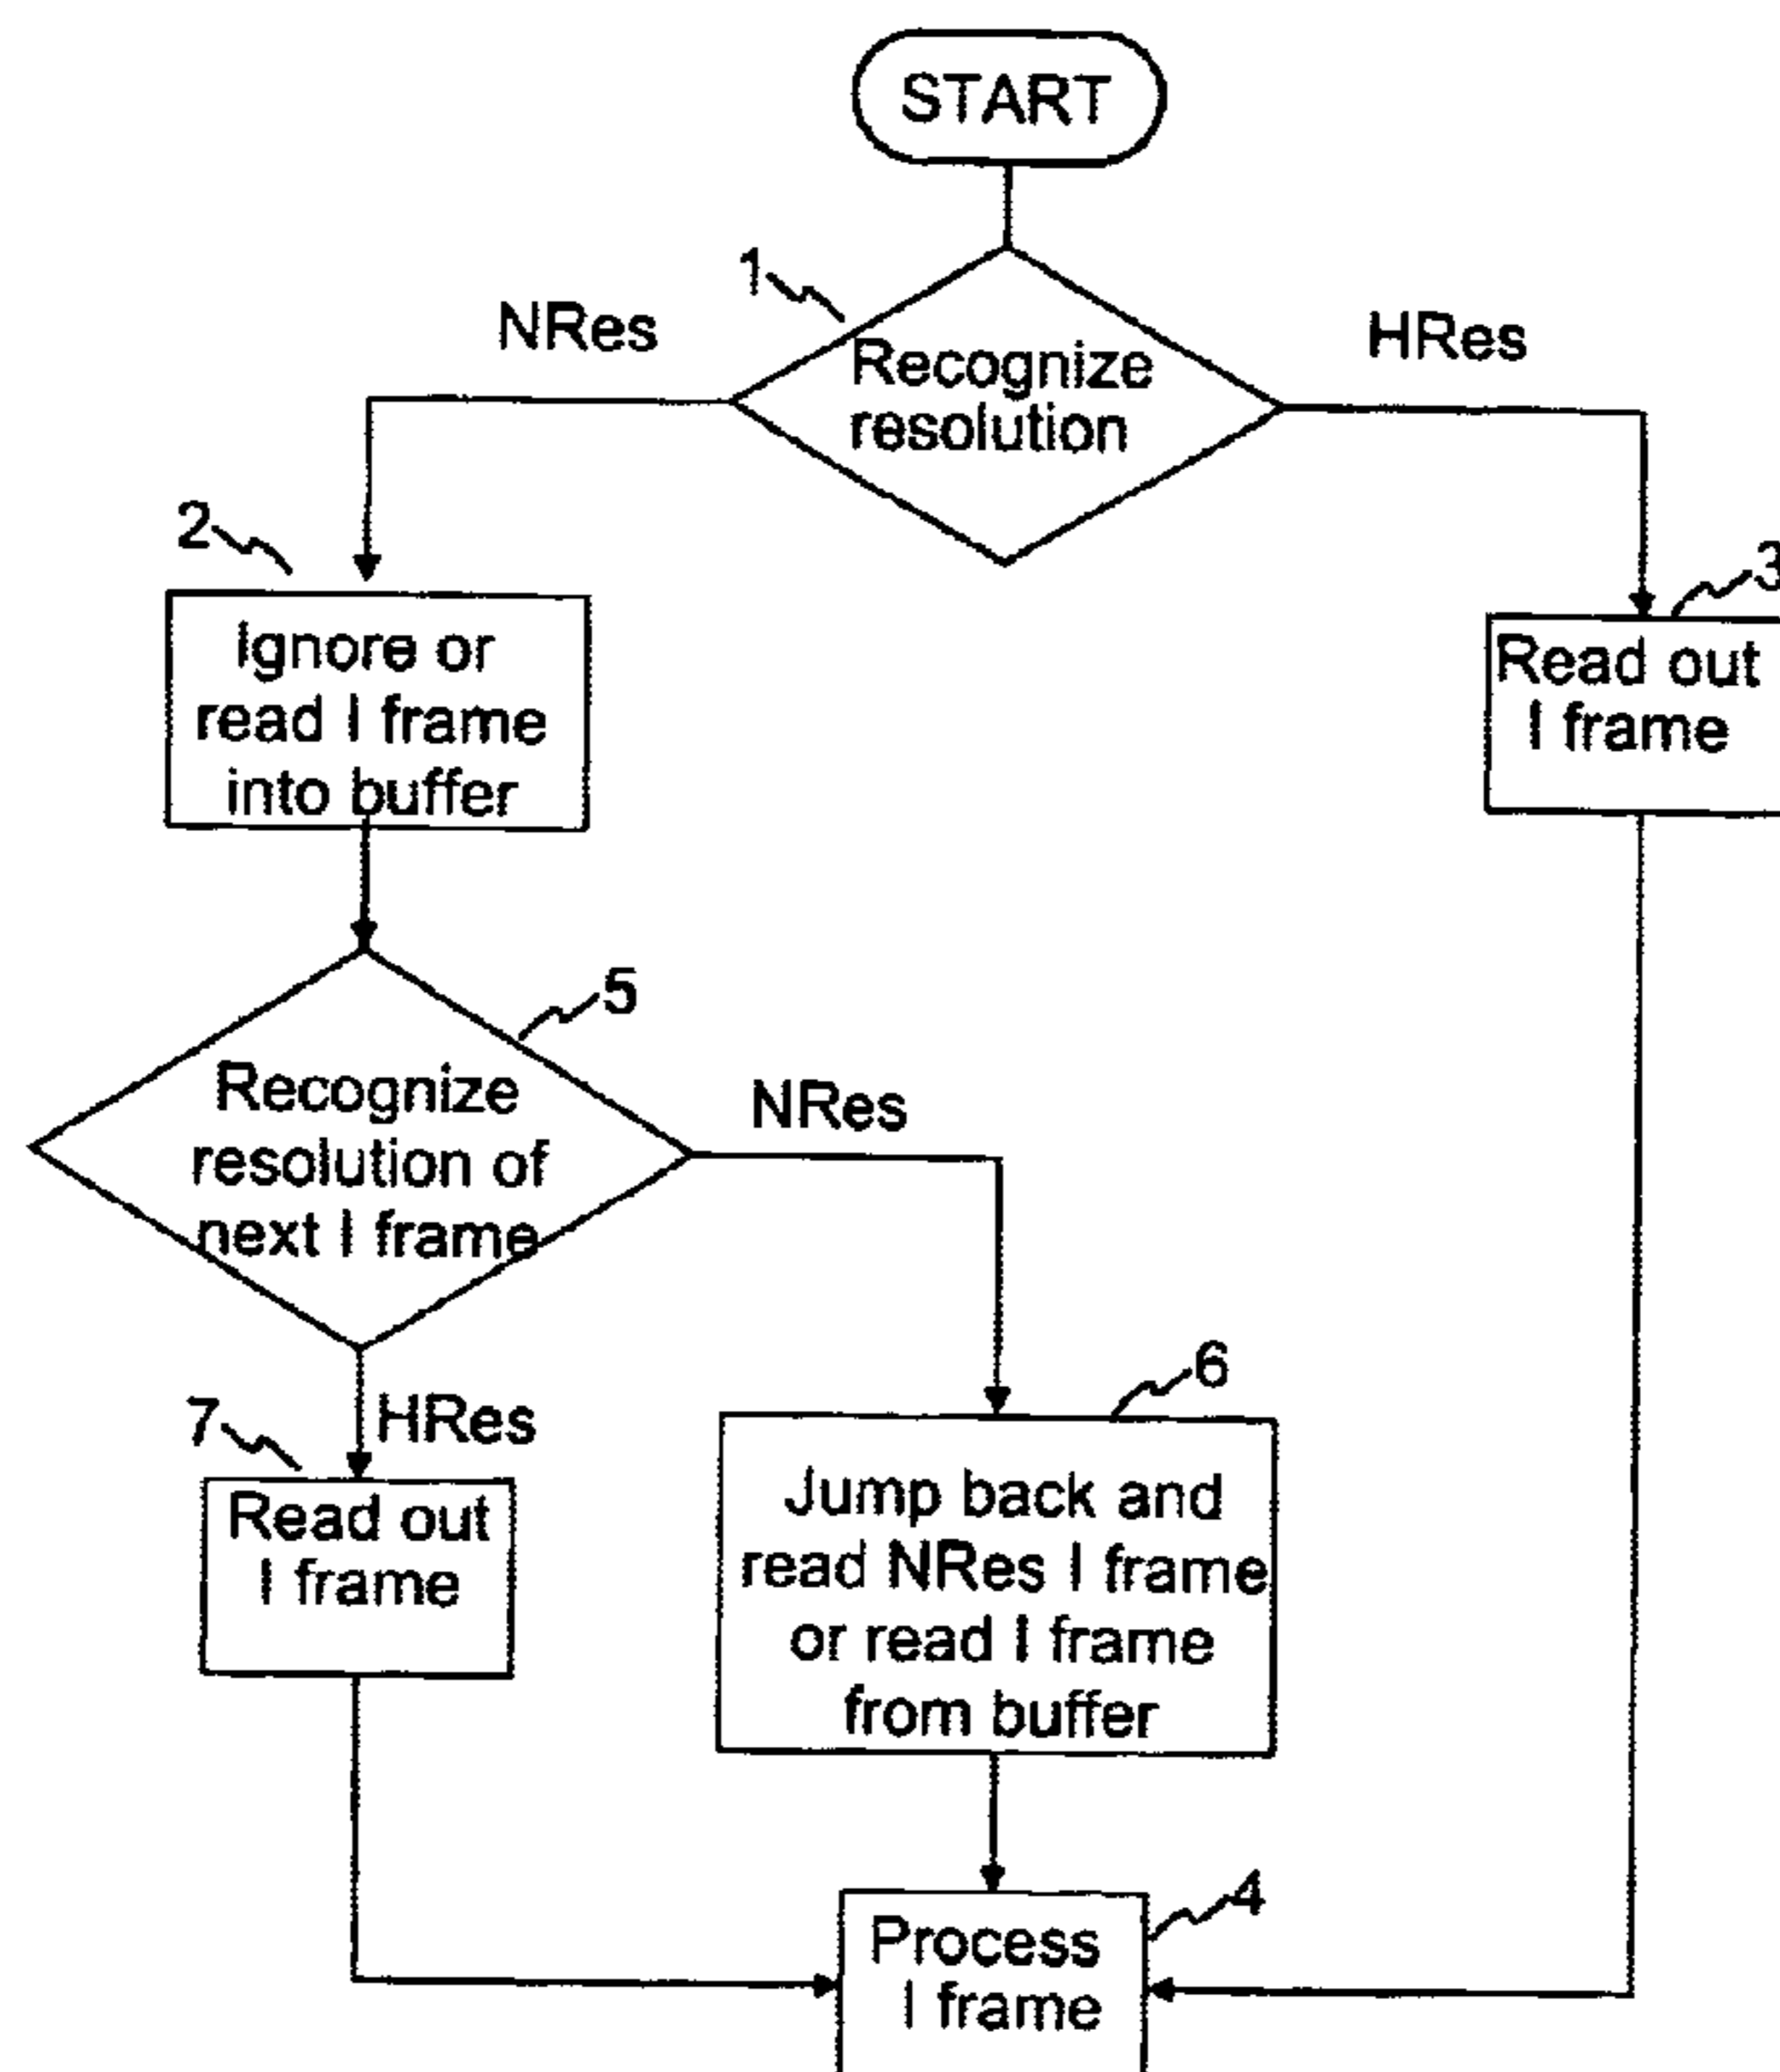 START
1
NRes
HRes
Recognize
resolution
2
3
Ignore or
read I frame
into buffer
Read out
I frame
5
Recognize
resolution of
next I frame
NRes
6
7
HRes
Read out
I frame
Jump back and
read NRes I frame
or read I frame
from buffer
4
Process
I frame